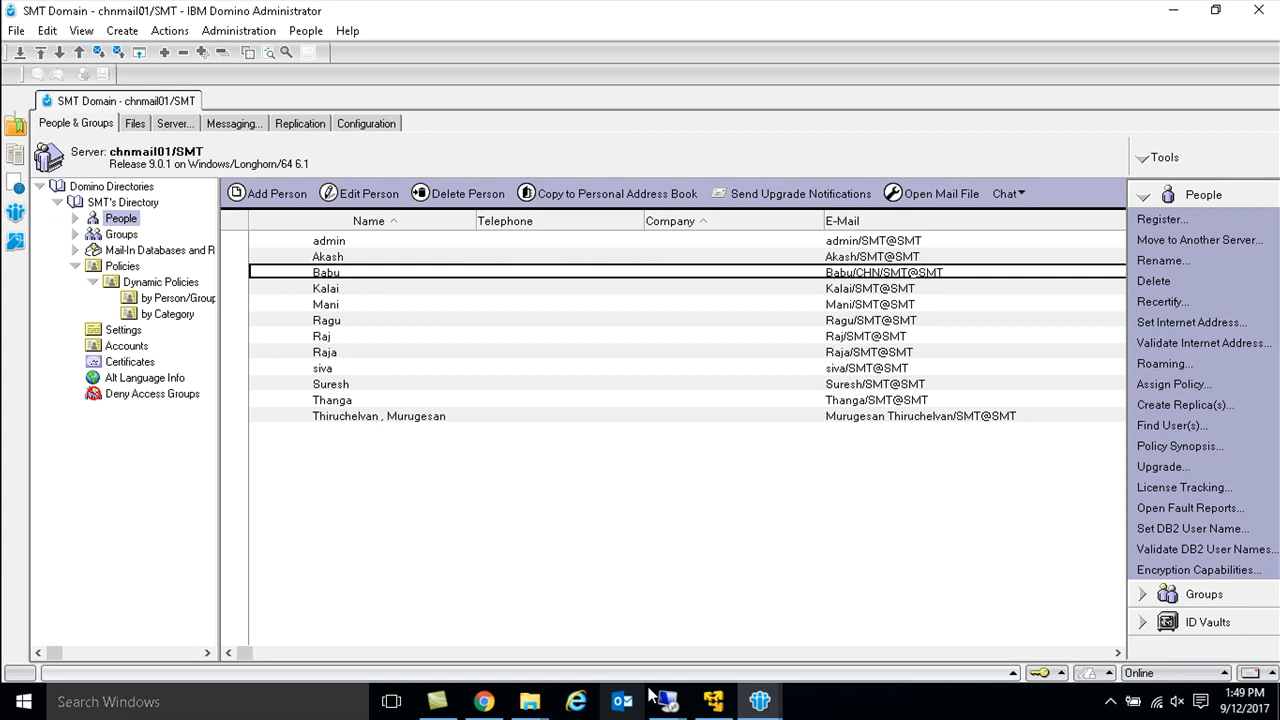 SMT Domain - chnmail01/SMT - IBM Domino Administrator
File Edit View Create Actions Administration People Help
SMT Domain - chnmail01/SMT
People & Groups Files Server... Messaging... Replication Configuration
Server: chnmail01/SMT
Release 9.0.1 on Windows/Longhorn/64 6.1
Tools
Domino Directories
SMT's Directory
People
Groups
Mail-In Databases and R
Policies
Dynamic Policies
by Person/Group
by Category
Settings
Accounts
Certificates
Alt Language Info
Deny Access Groups
Add Person Edit Person Delete Person Copy to Personal Address Book Send Upgrade Notifications Open Mail File Chat
Name Telephone Company E-Mail
admin admin/SMT@SMT
Akash Akash/SMT@SMT
Babu Babu/CHN/SMT@SMT
Kalai Kalai/SMT@SMT
Mani Mani/SMT@SMT
Ragu Ragu/SMT@SMT
Raj Raj/SMT@SMT
Raja Raja/SMT@SMT
siva siva/SMT@SMT
Suresh Suresh/SMT@SMT
Thanga Thanga/SMT@SMT
Thiruchelvan , Murugesan Murugesan Thiruchelvan/SMT@SMT
People
Register...
Move to Another Server...
Rename...
Delete
Recertify...
Set Internet Address...
Validate Internet Address...
Roaming...
Assign Policy...
Create Replica(s)...
Find User(s)...
Policy Synopsis...
Upgrade...
License Tracking...
Open Fault Reports...
Set DB2 User Name...
Validate DB2 User Names...
Encryption Capabilities...
Groups
ID Vaults
Online
Search Windows
1:49 PM
9/12/2017